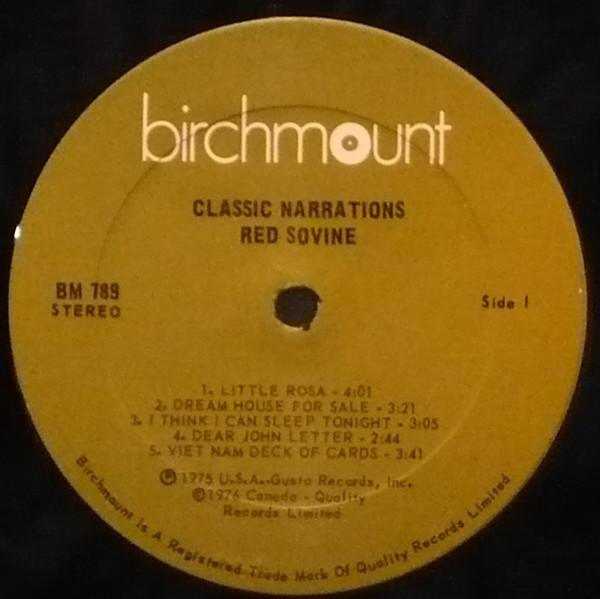 birchmount
CLASSIC NARRATIONS
RED SOVINE
BM 789
STEREO
Side 1
1. LITTLE ROSA - 4:01
2. DREAM HOUSE FOR SALE - 3:21
3. I THINK I CAN SLEEP TONIGHT - 3:05
4. DEAR JOHN LETTER - 2:44
5. VIET NAM DECK OF CARDS - 3:41
Ⓟ 1975 U.S.A.-Gusto Records, Inc.
© 1976 Canada - Quality
Records Limited
Birchmount Is A Registered Trade Mark Of Quality Records Limited